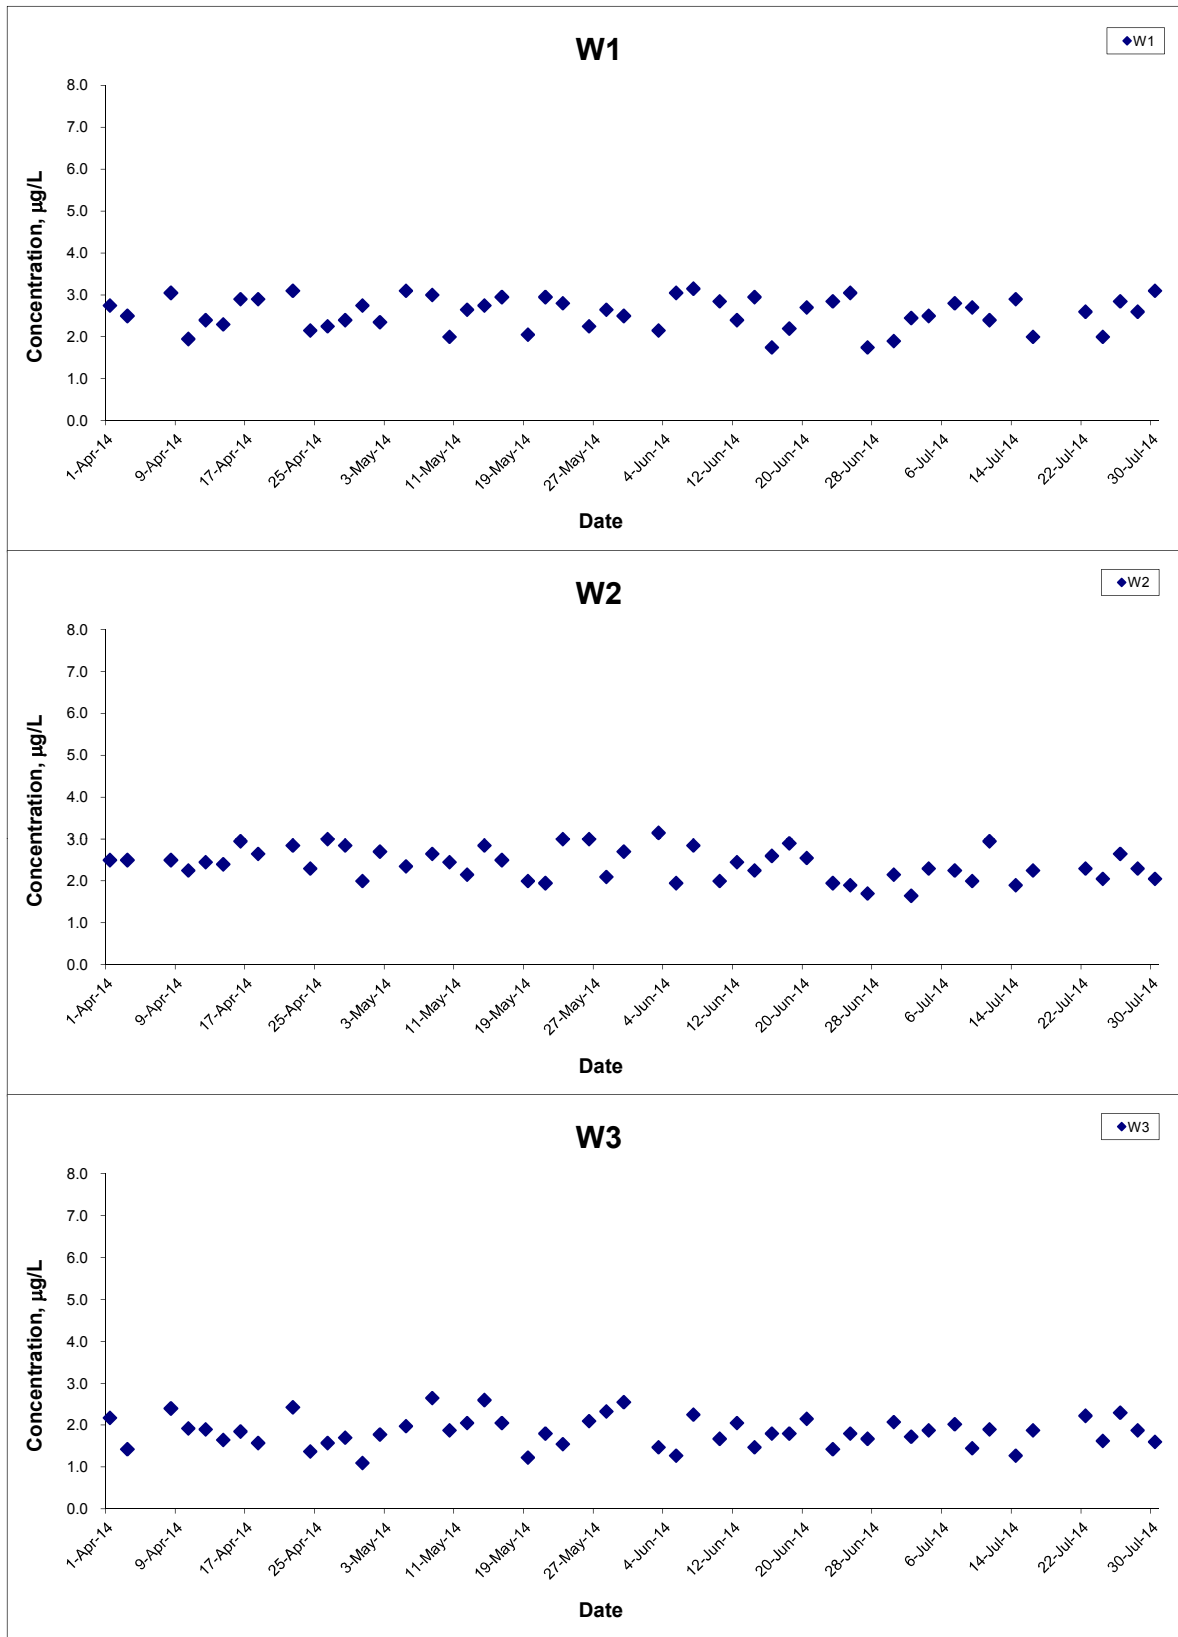 W1
W1
8.0
7.0
6.0
5.0
4.0
3.0
2.0
1.0
0.0
Concentration, µg/L
1-Apr-14
9-Apr-14
17-Apr-14
25-Apr-14
3-May-14
11-May-14
19-May-14
27-May-14
4-Jun-14
12-Jun-14
20-Jun-14
28-Jun-14
6-Jul-14
14-Jul-14
22-Jul-14
30-Jul-14
Date
W2
W2
8.0
7.0
6.0
5.0
4.0
3.0
2.0
1.0
0.0
Concentration, µg/L
1-Apr-14
9-Apr-14
17-Apr-14
25-Apr-14
3-May-14
11-May-14
19-May-14
27-May-14
4-Jun-14
12-Jun-14
20-Jun-14
28-Jun-14
6-Jul-14
14-Jul-14
22-Jul-14
30-Jul-14
Date
W3
W3
8.0
7.0
6.0
5.0
4.0
3.0
2.0
1.0
0.0
Concentration, µg/L
1-Apr-14
9-Apr-14
17-Apr-14
25-Apr-14
3-May-14
11-May-14
19-May-14
27-May-14
4-Jun-14
12-Jun-14
20-Jun-14
28-Jun-14
6-Jul-14
14-Jul-14
22-Jul-14
30-Jul-14
Date